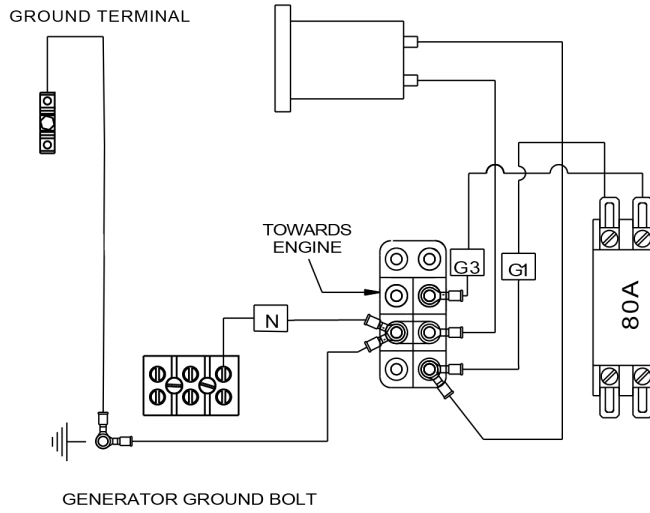 GROUND TERMINAL
TOWARDS
ENGINE
G3
G1
N
80A
GENERATOR GROUND BOLT